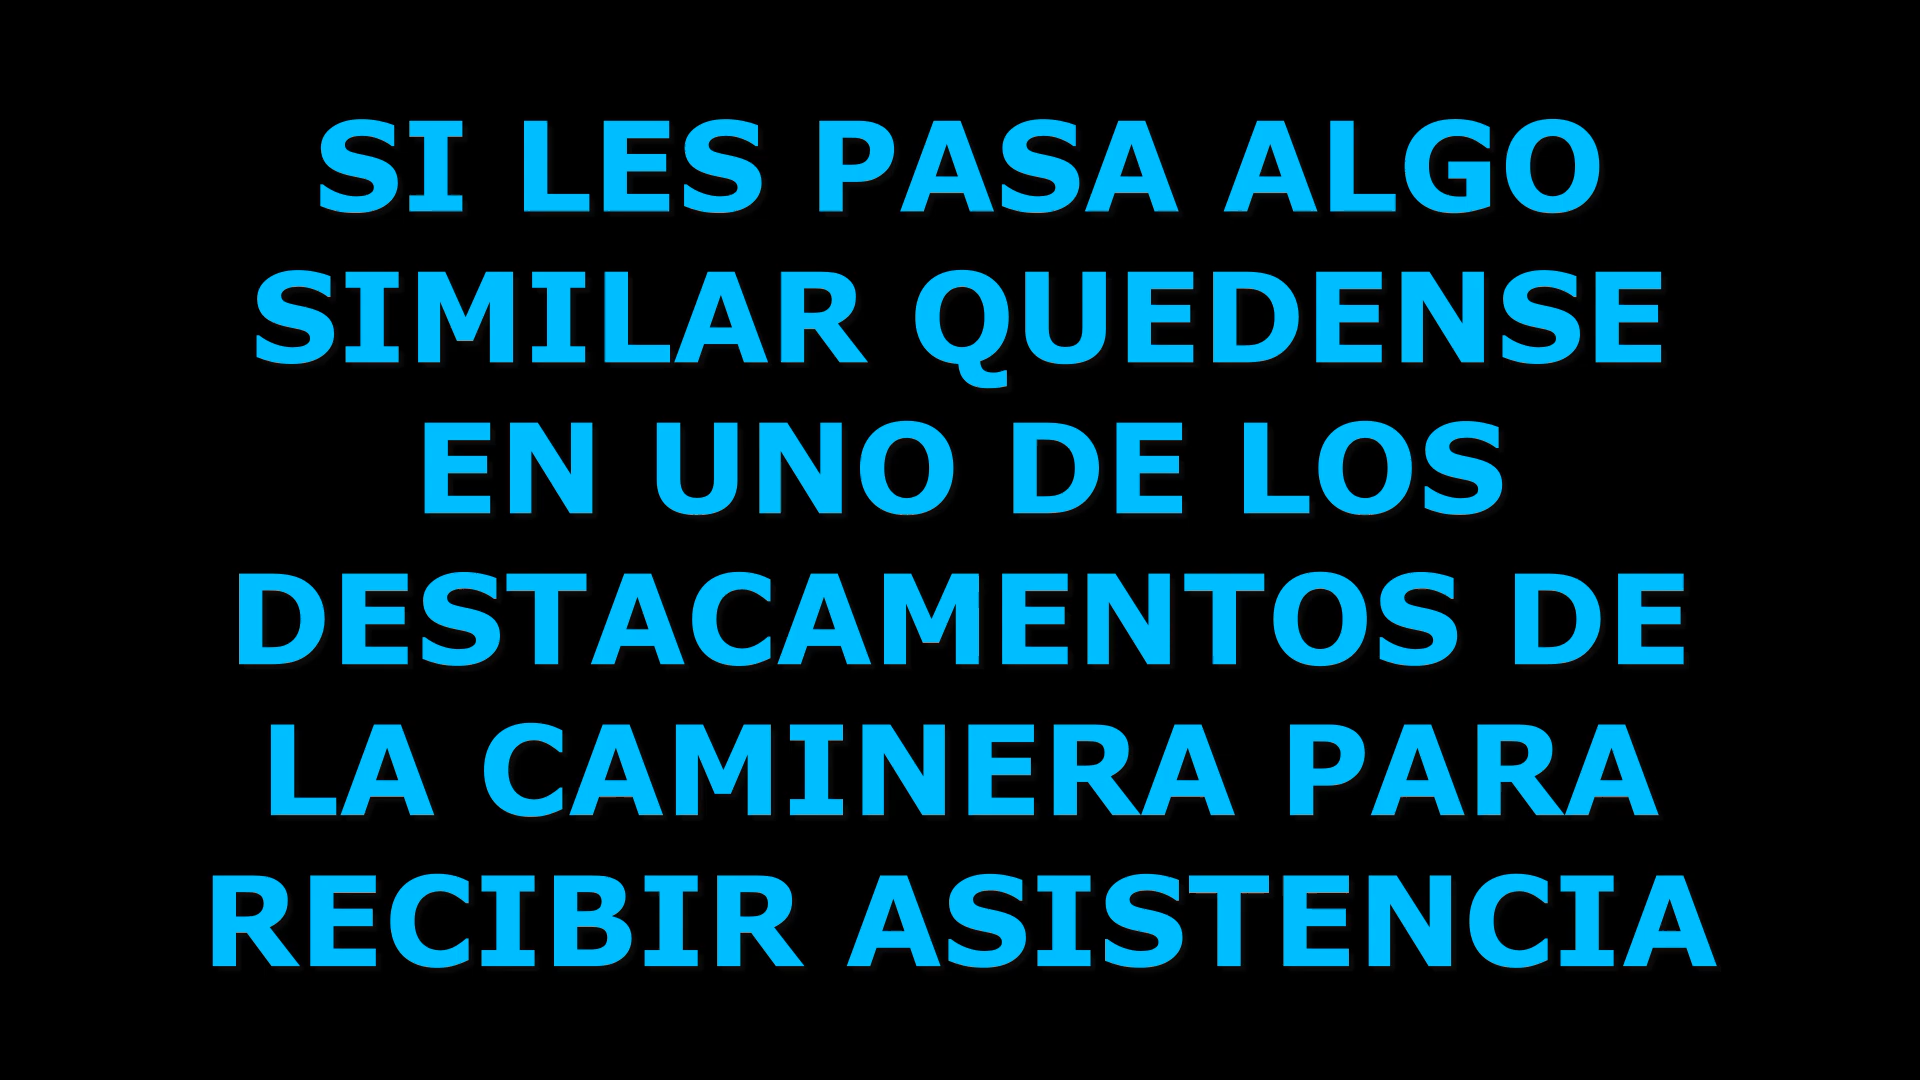 SI LES PASA ALGO
SIMILAR QUEDENSE
EN UNO DE LOS
DESTACAMENTOS DE
LA CAMINERA PARA
RECIBIR ASISTENCIA